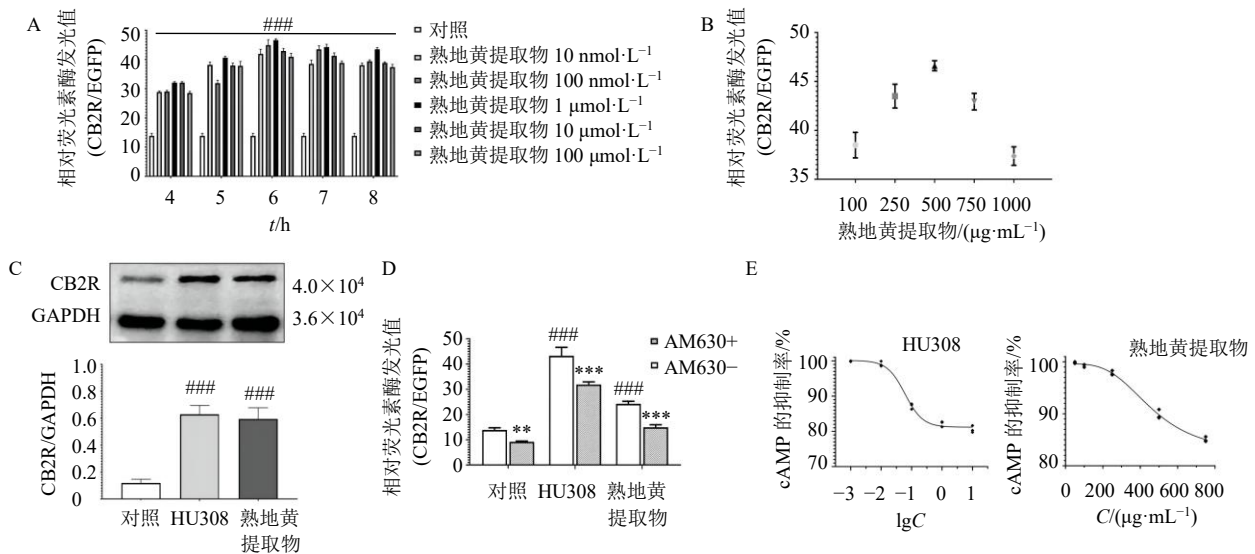 A
相对荧光素酶发光值
(CB2R/EGFP)
50
40
30
20
10
0
###
4 5 6 7 8
t/h
对照
熟地黄提取物 10 nmol·L⁻¹
熟地黄提取物 100 nmol·L⁻¹
熟地黄提取物 1 μmol·L⁻¹
熟地黄提取物 10 μmol·L⁻¹
熟地黄提取物 100 μmol·L⁻¹
B
相对荧光素酶发光值
(CB2R/EGFP)
50
45
40
35
100 250 500 750 1000
熟地黄提取物/(μg·mL⁻¹)
C
CB2R
GAPDH
4.0×10⁴
3.6×10⁴
CB2R/GAPDH
1.0
0.8
0.6
0.4
0.2
0
### ###
对照 HU308 熟地黄
提取物
D
相对荧光素酶发光值
(CB2R/EGFP)
50
40
30
20
10
0
** ### *** ### ***
AM630+
AM630−
对照 HU308 熟地黄
提取物
E
HU308
cAMP 的抑制率/%
100
90
80
70
−3 −2 −1 0 1
lgC
熟地黄提取物
cAMP 的抑制率/%
100
90
80
0 200 400 600 800
C/(μg·mL⁻¹)